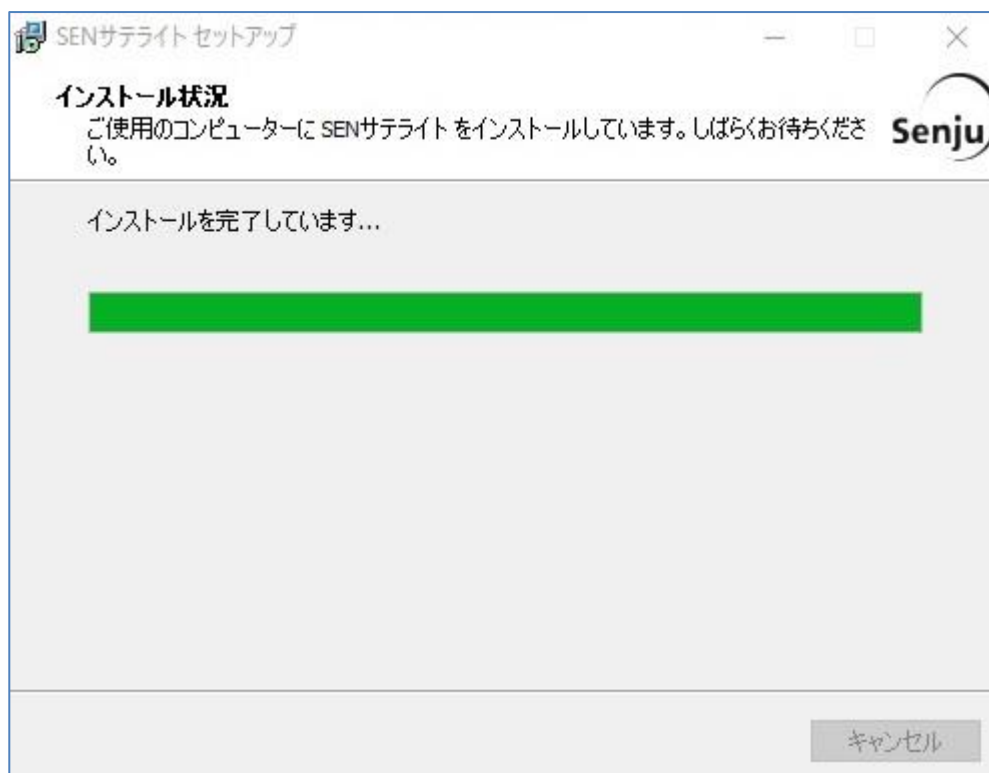 SENサテライト セットアップ
インストール状況
ご使用のコンピューターに SENサテライト をインストールしています。しばらくお待ちくださ
い。
Senju
インストールを完了しています...
キャンセル